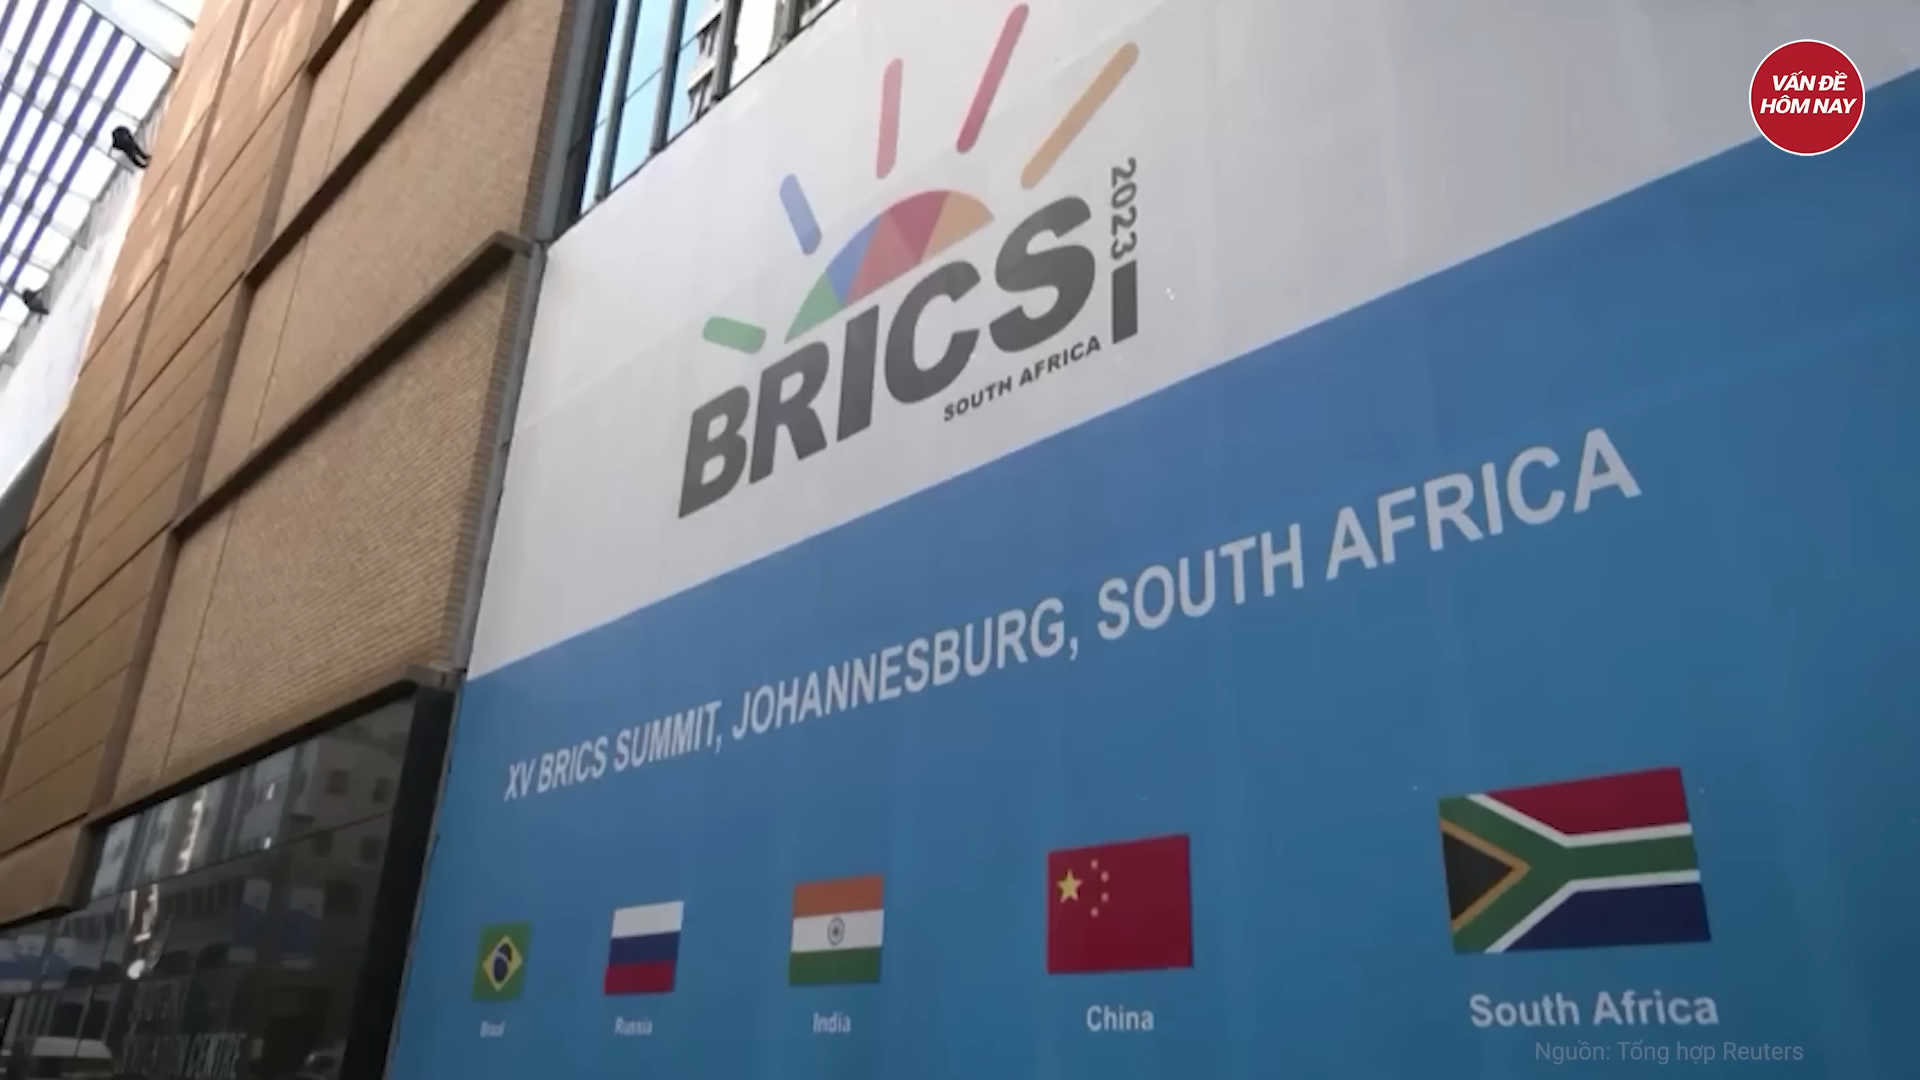 VẤN ĐỀ
HÔM NAY
BRICS
2023
SOUTH AFRICA
XV BRICS SUMMIT, JOHANNESBURG, SOUTH AFRICA
Brasil
Russia
India
China
South Africa
CENTRE
Nguồn: Tổng hợp Reuters